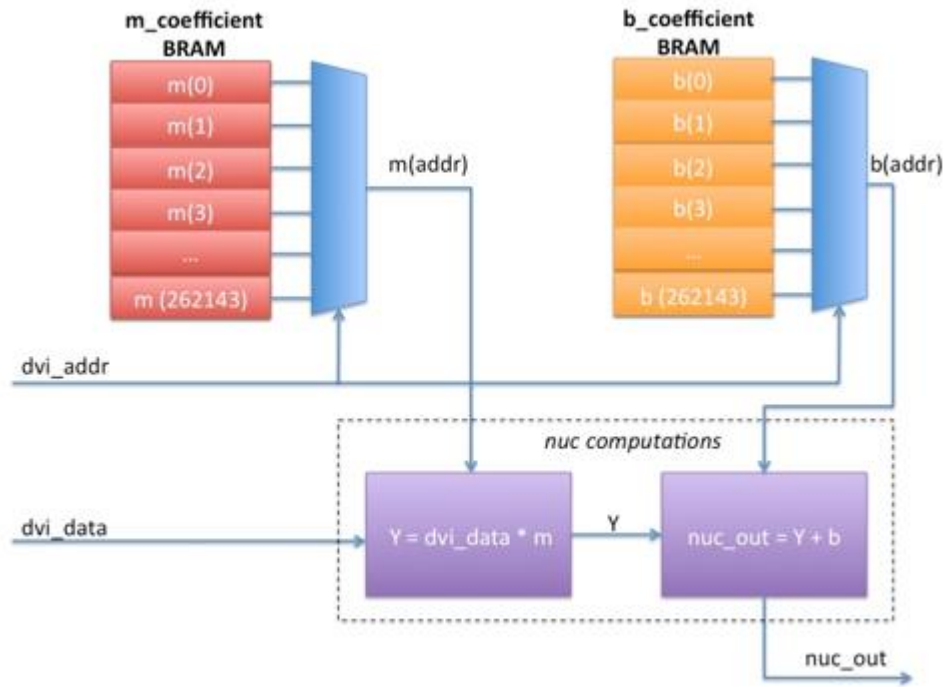 m_coefficient
BRAM
m(0)
m(1)
m(2)
m(3)
...
m (262143)
b_coefficient
BRAM
b(0)
b(1)
b(2)
b(3)
...
b (262143)
m(addr)
b(addr)
dvi_addr
nuc computations
dvi_data
Y = dvi_data * m
Y
nuc_out = Y + b
nuc_out